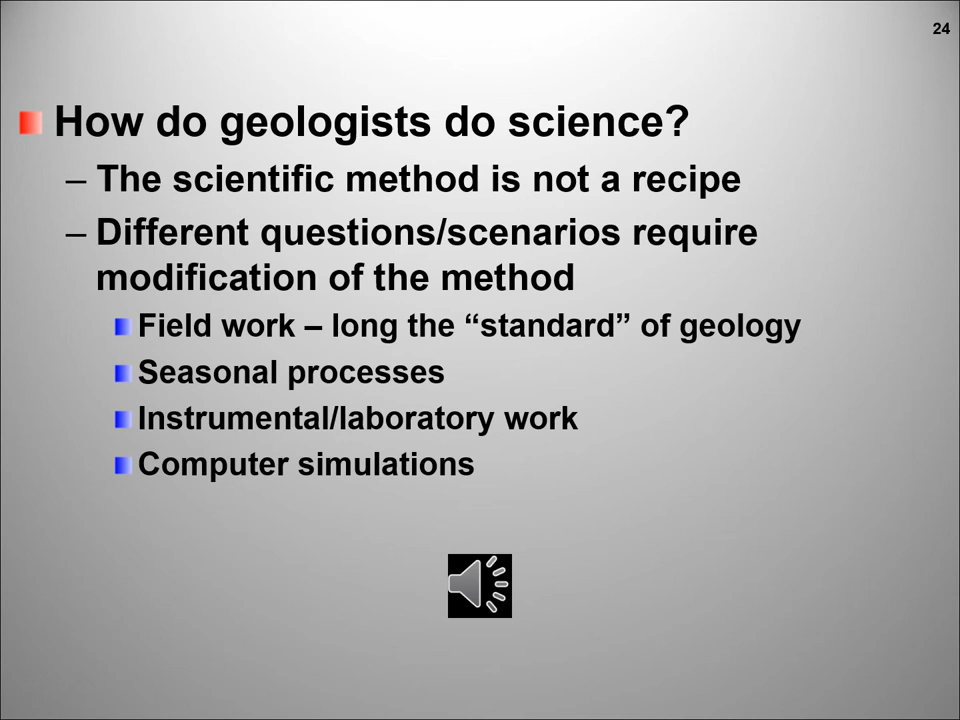 24
How do geologists do science?
– The scientific method is not a recipe
– Different questions/scenarios require
modification of the method
Field work – long the “standard” of geology
Seasonal processes
Instrumental/laboratory work
Computer simulations